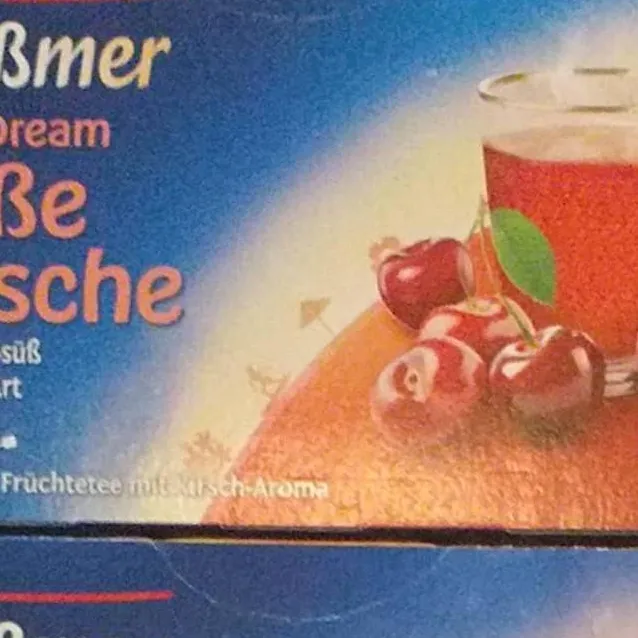 ßmer
Dream
ße
sche
süß
rt
Früchtetee mit Kirsch-Aroma